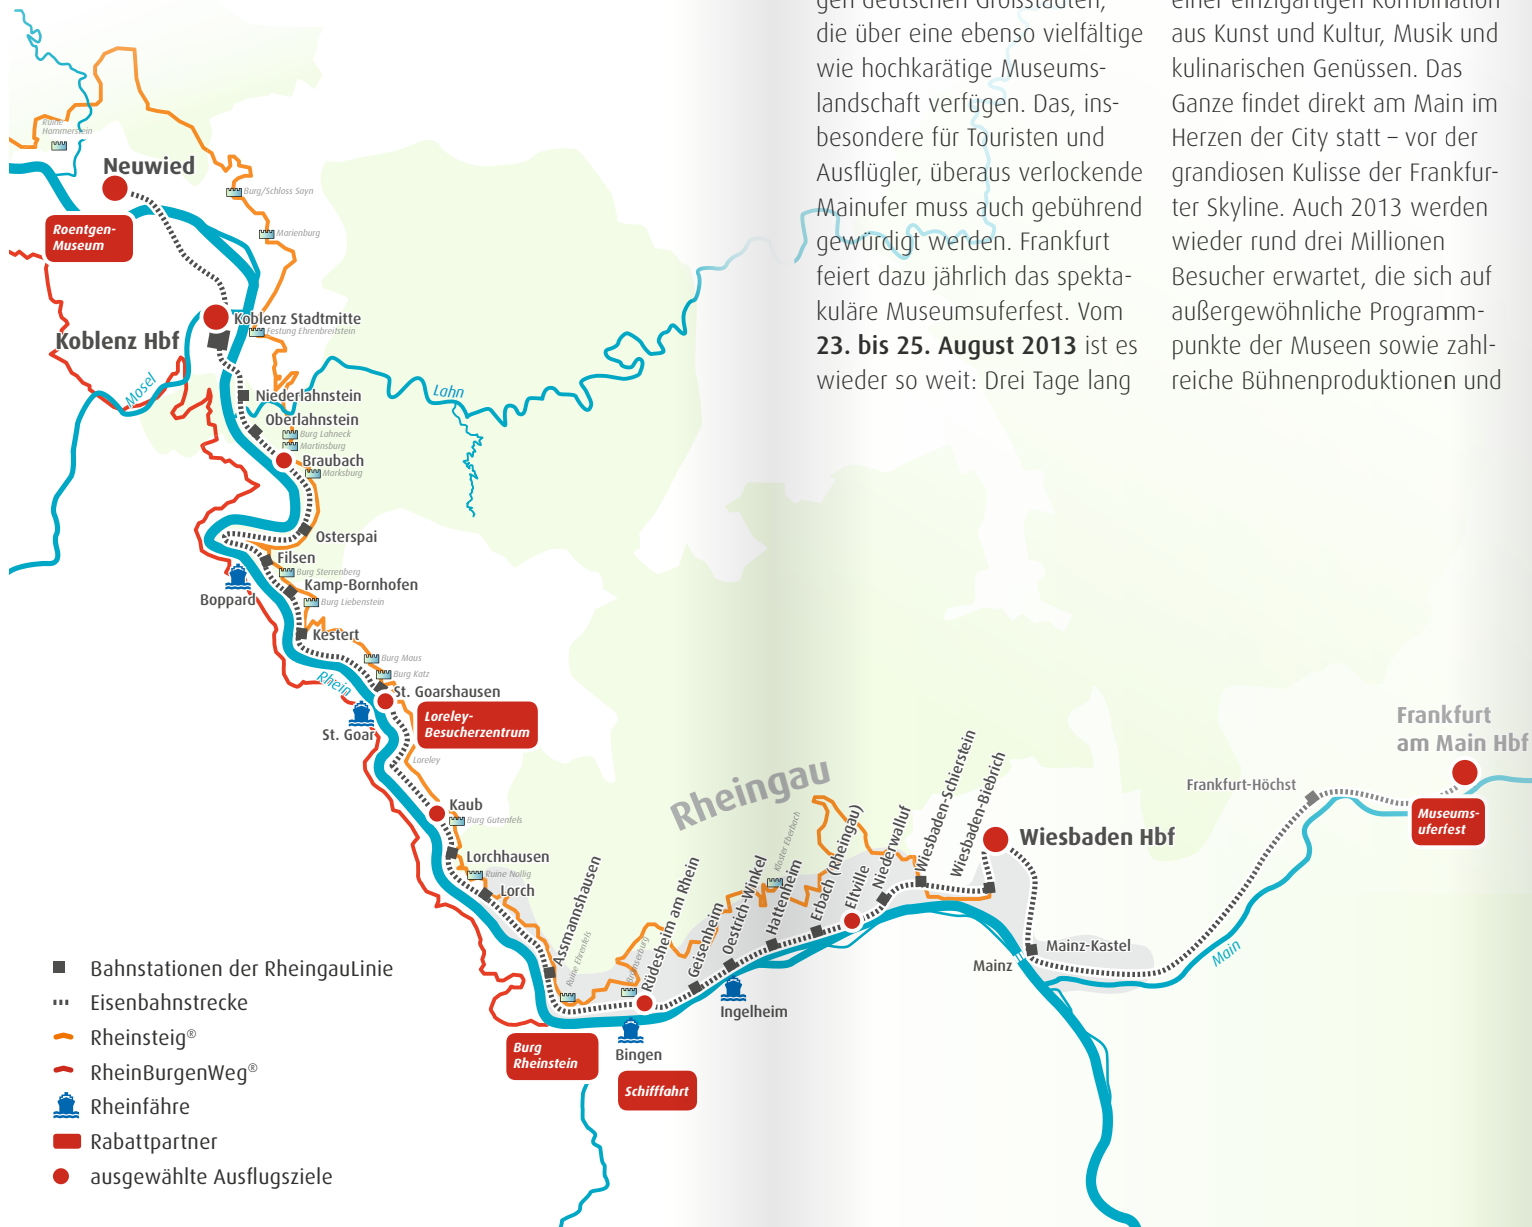 gen deutschen Großstädten,
die über eine ebenso vielfältige
wie hochkarätige Museums-
landschaft verfügen. Das, ins-
besondere für Touristen und
Ausflügler, überaus verlockende
Mainufer muss auch gebührend
gewürdigt werden. Frankfurt
feiert dazu jährlich das spekta-
kuläre Museumsuferfest. Vom
23. bis 25. August 2013 ist es
wieder so weit: Drei Tage lang
einer einzigartigen Kombination
aus Kunst und Kultur, Musik und
kulinarischen Genüssen. Das
Ganze findet direkt am Main im
Herzen der City statt – vor der
grandiosen Kulisse der Frankfur-
ter Skyline. Auch 2013 werden
wieder rund drei Millionen
Besucher erwartet, die sich auf
außergewöhnliche Programm-
punkte der Museen sowie zahl-
reiche Bühnenproduktionen und
Ruine
Hammerstein
Neuwied
Burg/Schloss Sayn
Roentgen-
Museum
Marienburg
Koblenz Stadtmitte
Festung Ehrenbreitstein
Koblenz Hbf
Mosel
Lahn
Niederlahnstein
Oberlahnstein
Burg Lahneck
Martinsburg
Braubach
Marksburg
Osterspai
Filsen
Burg Sterrenberg
Kamp-Bornhofen
Boppard
Burg Liebenstein
Kestert
Burg Maus
Burg Katz
Rhein
St. Goarshausen
St. Goar
Loreley-
Besucherzentrum
Loreley
Kaub
Burg Gutenfels
Lorchhausen
Ruine Nollig
Lorch
Assmannshausen
Ruine Ehrenfels
Burg
Rheinstein
Brömserburg
Rüdesheim am Rhein
Bingen
Schifffahrt
Rheingau
Geisenheim
Oestrich-Winkel
Ingelheim
Kloster Eberbach
Hattenheim
Erbach (Rheingau)
Eltville
Niederwalluf
Wiesbaden-Schierstein
Wiesbaden-Biebrich
Wiesbaden Hbf
Mainz-Kastel
Mainz
Main
Frankfurt-Höchst
Frankfurt
am Main Hbf
Museums-
uferfest
Bahnstationen der RheingauLinie
Eisenbahnstrecke
Rheinsteig®
RheinBurgenWeg®
Rheinfähre
Rabattpartner
ausgewählte Ausflugsziele